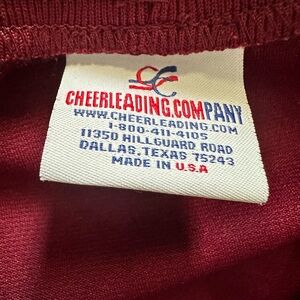 CHEERLEADING.COMPANY
WWW.CHEERLEADING.COM
1-800-411-4105
11350 HILLGUARD ROAD
DALLAS, TEXAS 75243
MADE IN U.S.A